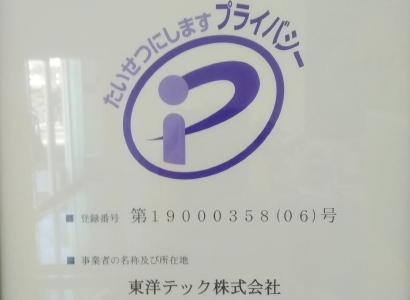 たいせつにしますプライバシー
■ 登録番号 第19000358(06)号
■ 事業者の名称及び所在地
東洋テック株式会社